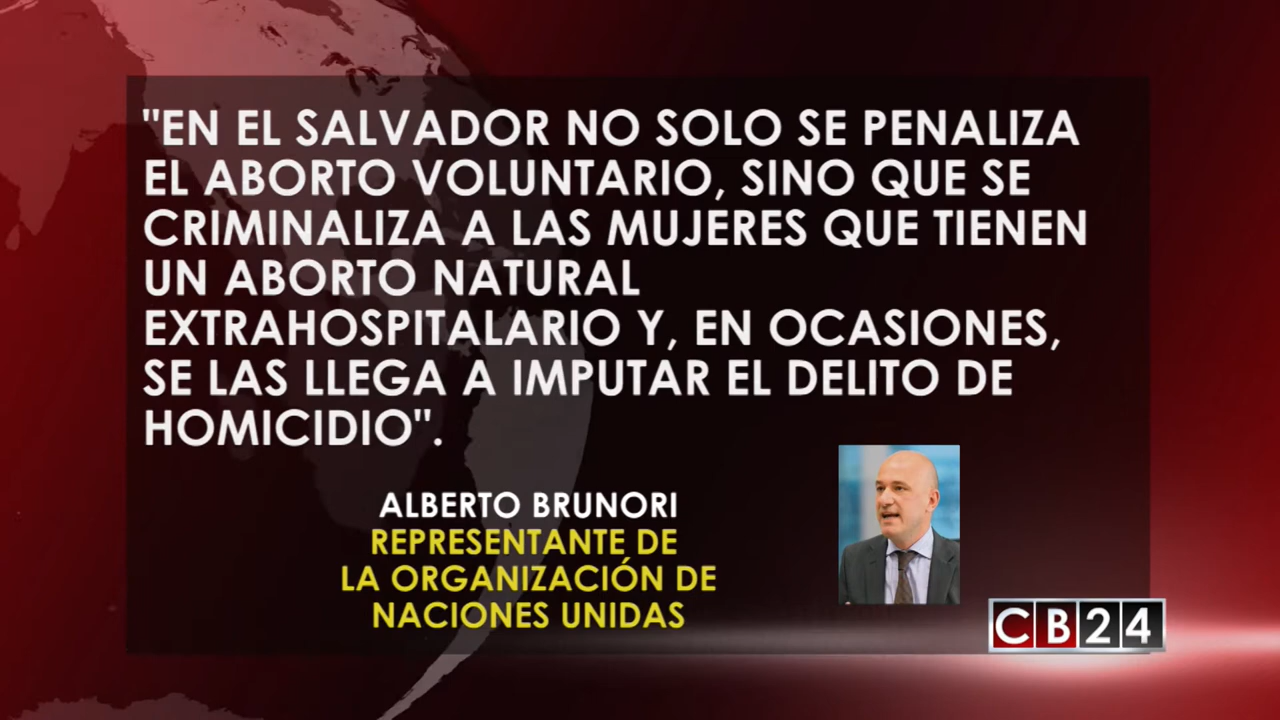 "EN EL SALVADOR NO SOLO SE PENALIZA
EL ABORTO VOLUNTARIO, SINO QUE SE
CRIMINALIZA A LAS MUJERES QUE TIENEN
UN ABORTO NATURAL
EXTRAHOSPITALARIO Y, EN OCASIONES,
SE LAS LLEGA A IMPUTAR EL DELITO DE
HOMICIDIO".
ALBERTO BRUNORI
REPRESENTANTE DE
LA ORGANIZACIÓN DE
NACIONES UNIDAS
CB24